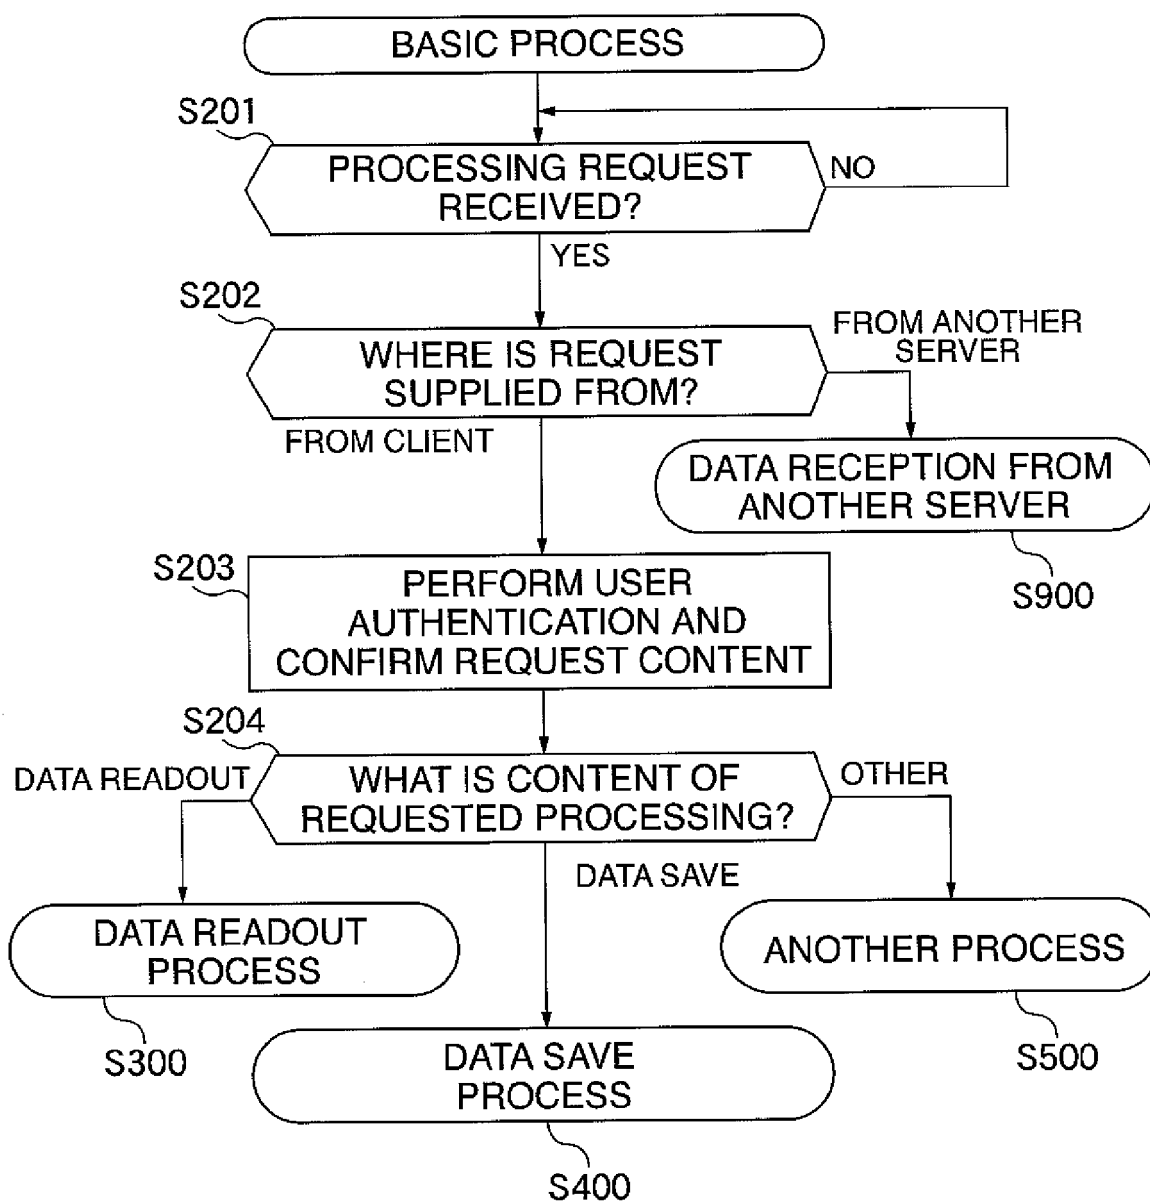 BASIC PROCESS
S201
PROCESSING REQUEST
RECEIVED?
NO
YES
S202
WHERE IS REQUEST
SUPPLIED FROM?
FROM ANOTHER
SERVER
FROM CLIENT
DATA RECEPTION FROM
ANOTHER SERVER
S900
S203
PERFORM USER
AUTHENTICATION AND
CONFIRM REQUEST CONTENT
S204
DATA READOUT
WHAT IS CONTENT OF
REQUESTED PROCESSING?
OTHER
DATA SAVE
DATA READOUT
PROCESS
S300
ANOTHER PROCESS
S500
DATA SAVE
PROCESS
S400